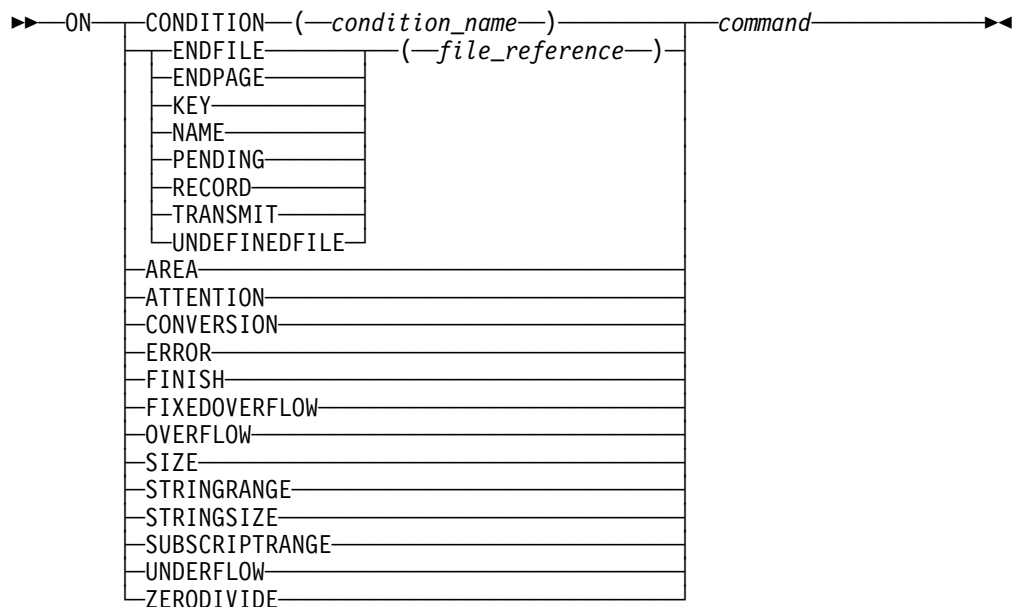 ON CONDITION ( condition_name ) command
ENDFILE ( file_reference )
ENDPAGE
KEY
NAME
PENDING
RECORD
TRANSMIT
UNDEFINEDFILE
AREA
ATTENTION
CONVERSION
ERROR
FINISH
FIXEDOVERFLOW
OVERFLOW
SIZE
STRINGRANGE
STRINGSIZE
SUBSCRIPTRANGE
UNDERFLOW
ZERODIVIDE